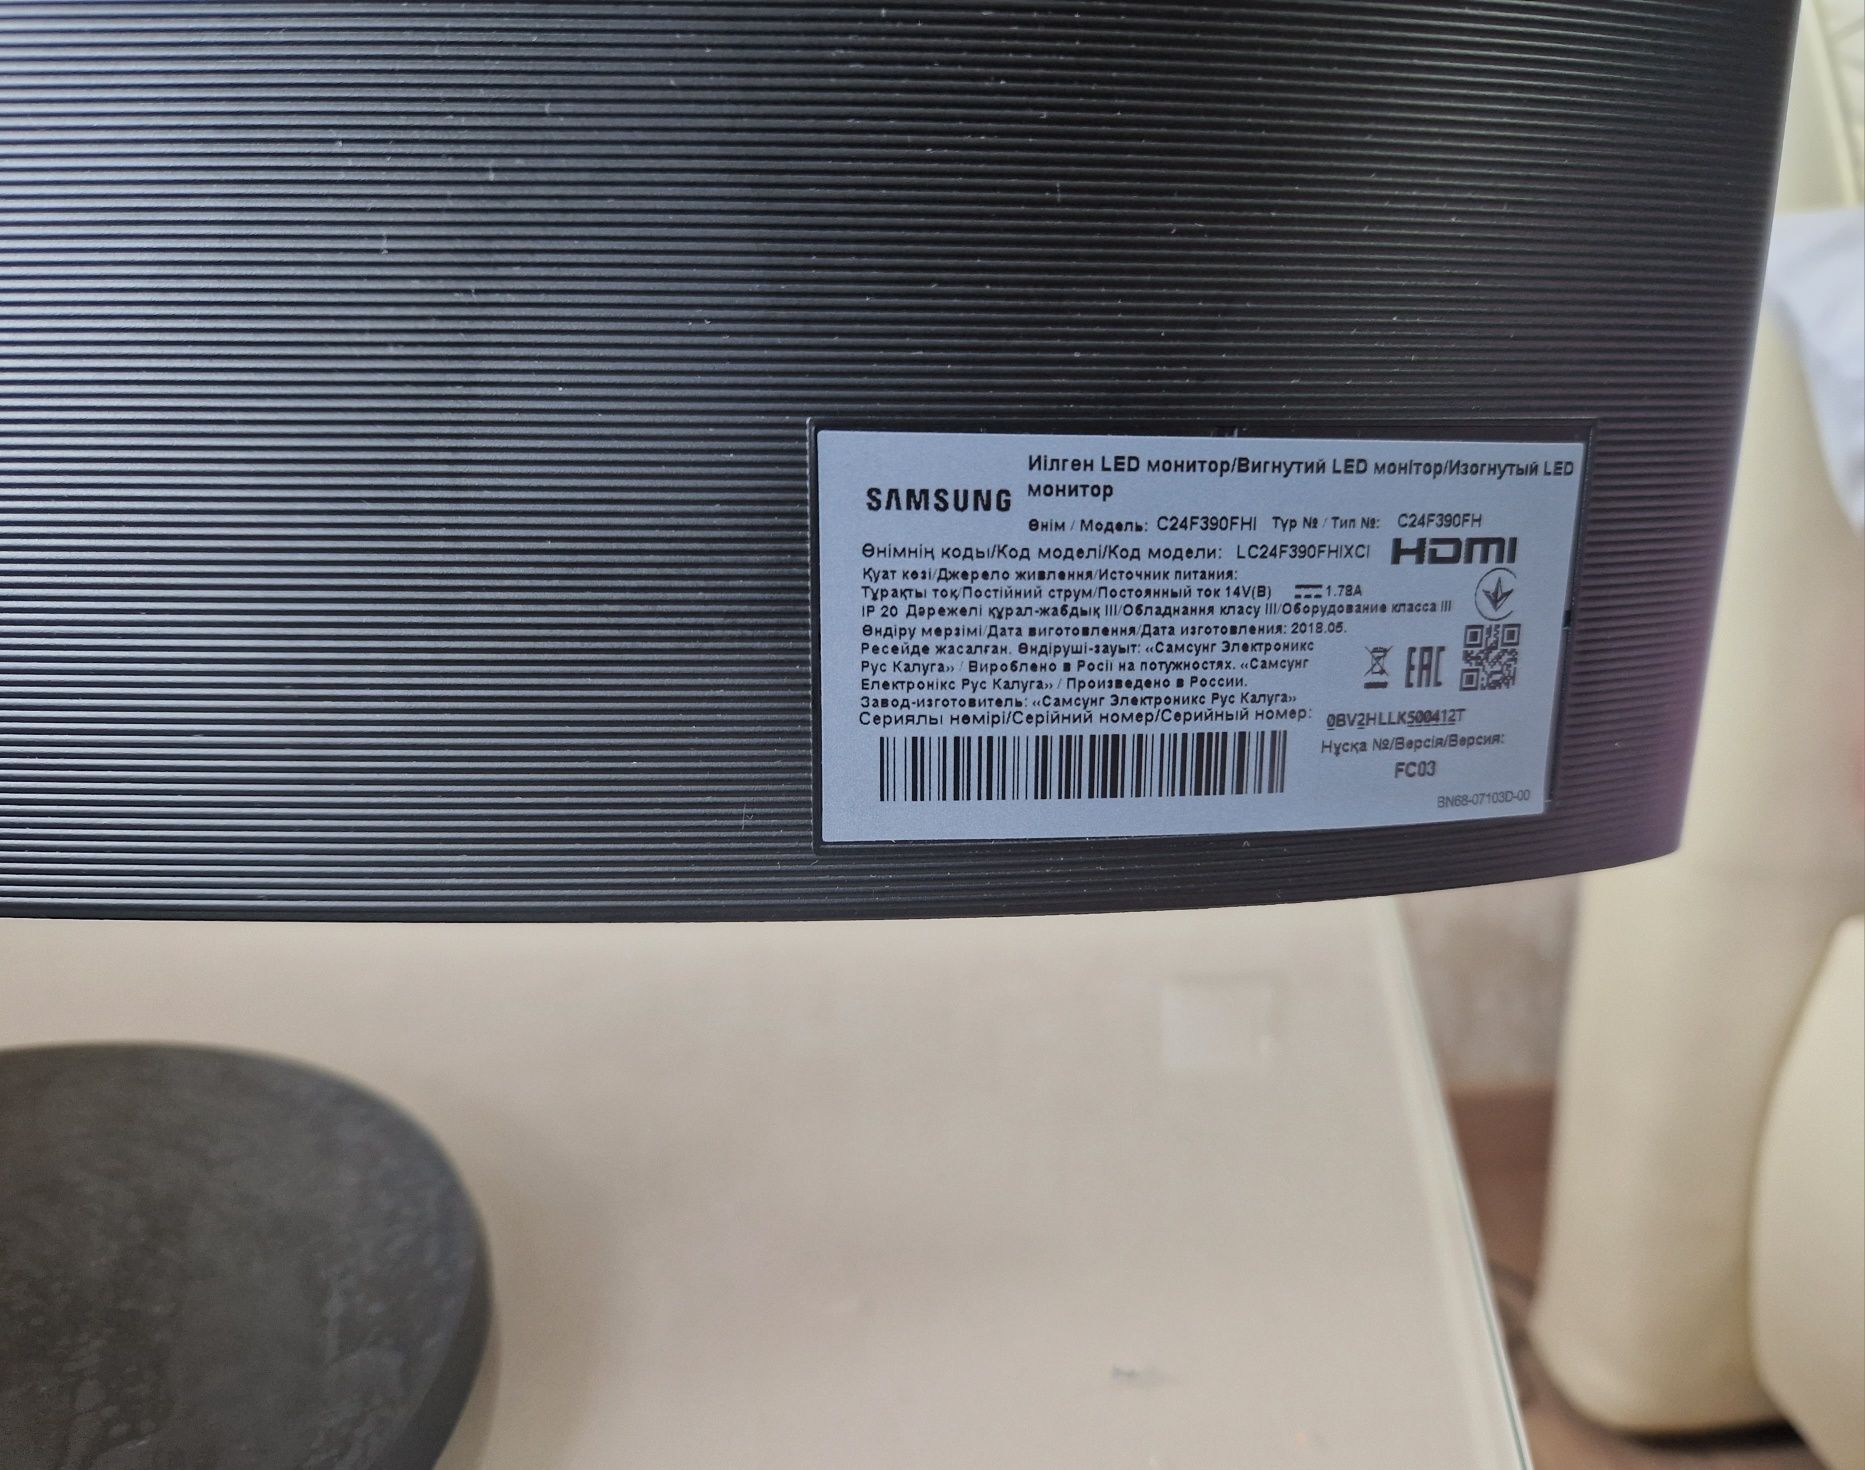 Иілген LED монитор/Вигнутий LED монітор/Изогнутый LED
SAMSUNG монитор
Өнім / Модель: C24F390FHI Түр № / Тип №: C24F390FH
Өнімнің коды/Код моделі/Код модели: LC24F390FHIXCI HDMI
Қуат көзі/Джерело живлення/Источник питания:
Тұрақты ток/Постійний струм/Постоянный ток 14V(B) 1.78A
IP 20 Дәрежелі құрал-жабдық III/Обладнання класу III/Оборудование класса III
Өндіру мерзімі/Дата виготовлення/Дата изготовления: 2018.05.
Ресейде жасалған. Өндіруші-зауыт: «Самсунг Электроникс
Рус Калуга» / Вироблено в Росії на потужностях. «Самсунг
Електронікс Рус Калуга» / Произведено в России.
Завод-изготовитель: «Самсунг Электроникс Рус Калуга»
EAC
Сериялы нөмірі/Серійний номер/Серийный номер: 0BV2HLLK500412T
Нұсқа №/Версія/Версия:
FC03
BN68-07103D-00